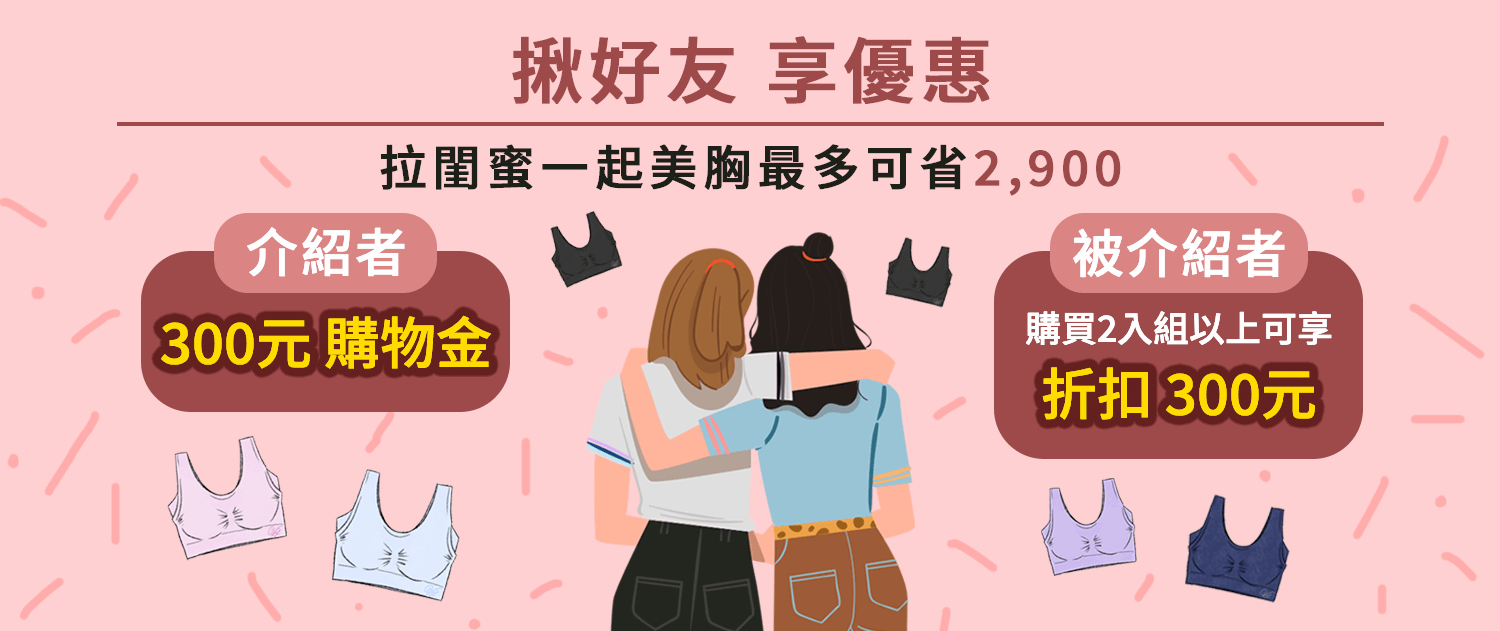 揪好友 享優惠
拉閨蜜一起美胸最多可省2,900
介紹者
300元 購物金
被介紹者
購買2入組以上可享
折扣 300元